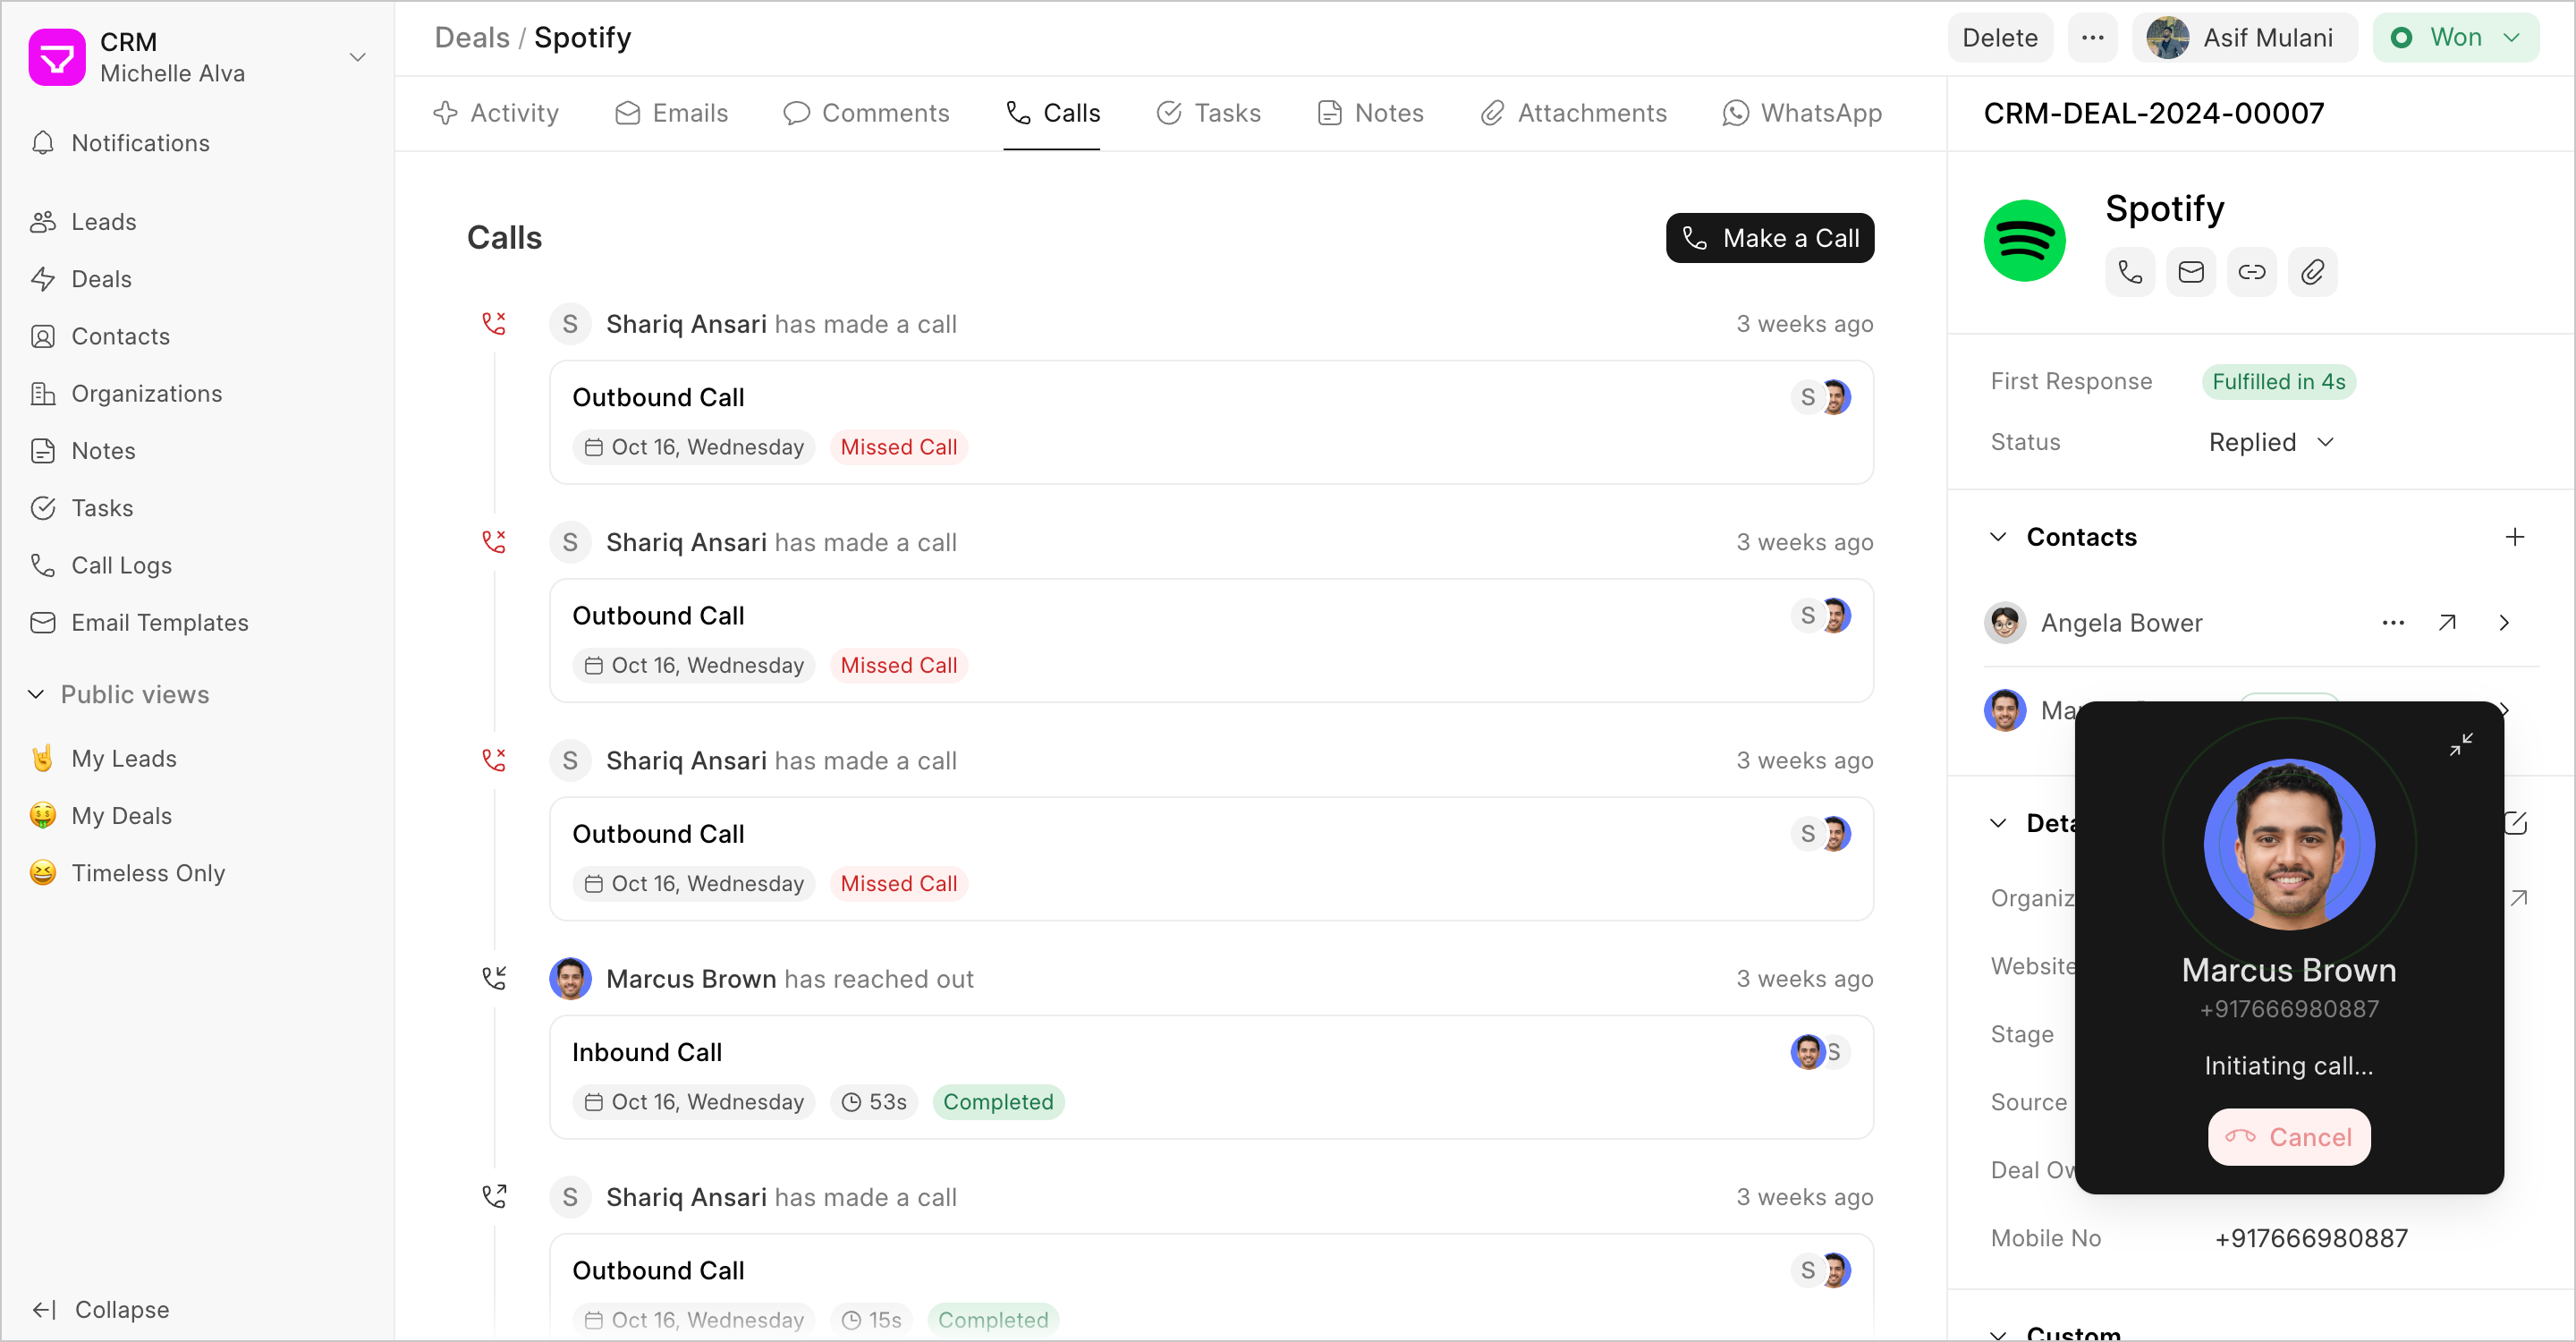 CRM
Michelle Alva
Notifications
Leads
Deals
Contacts
Organizations
Notes
Tasks
Call Logs
Email Templates
Public views
My Leads
My Deals
Timeless Only
Collapse
Deals / Spotify
Delete
Asif Mulani
Won
Activity
Emails
Comments
Calls
Tasks
Notes
Attachments
WhatsApp
Calls
Make a Call
S Shariq Ansari has made a call 3 weeks ago
Outbound Call S
Oct 16, Wednesday Missed Call
S Shariq Ansari has made a call 3 weeks ago
Outbound Call S
Oct 16, Wednesday Missed Call
S Shariq Ansari has made a call 3 weeks ago
Outbound Call S
Oct 16, Wednesday Missed Call
Marcus Brown has reached out 3 weeks ago
Inbound Call S
Oct 16, Wednesday 53s Completed
S Shariq Ansari has made a call 3 weeks ago
Outbound Call S
Oct 16, Wednesday 15s Completed
CRM-DEAL-2024-00007
Spotify
First Response Fulfilled in 4s
Status Replied
Contacts
Angela Bower
Ma
Deta
Organiz
Website
Stage
Source
Deal Ow
Mobile No +917666980887
Custom
Marcus Brown
+917666980887
Initiating call...
Cancel